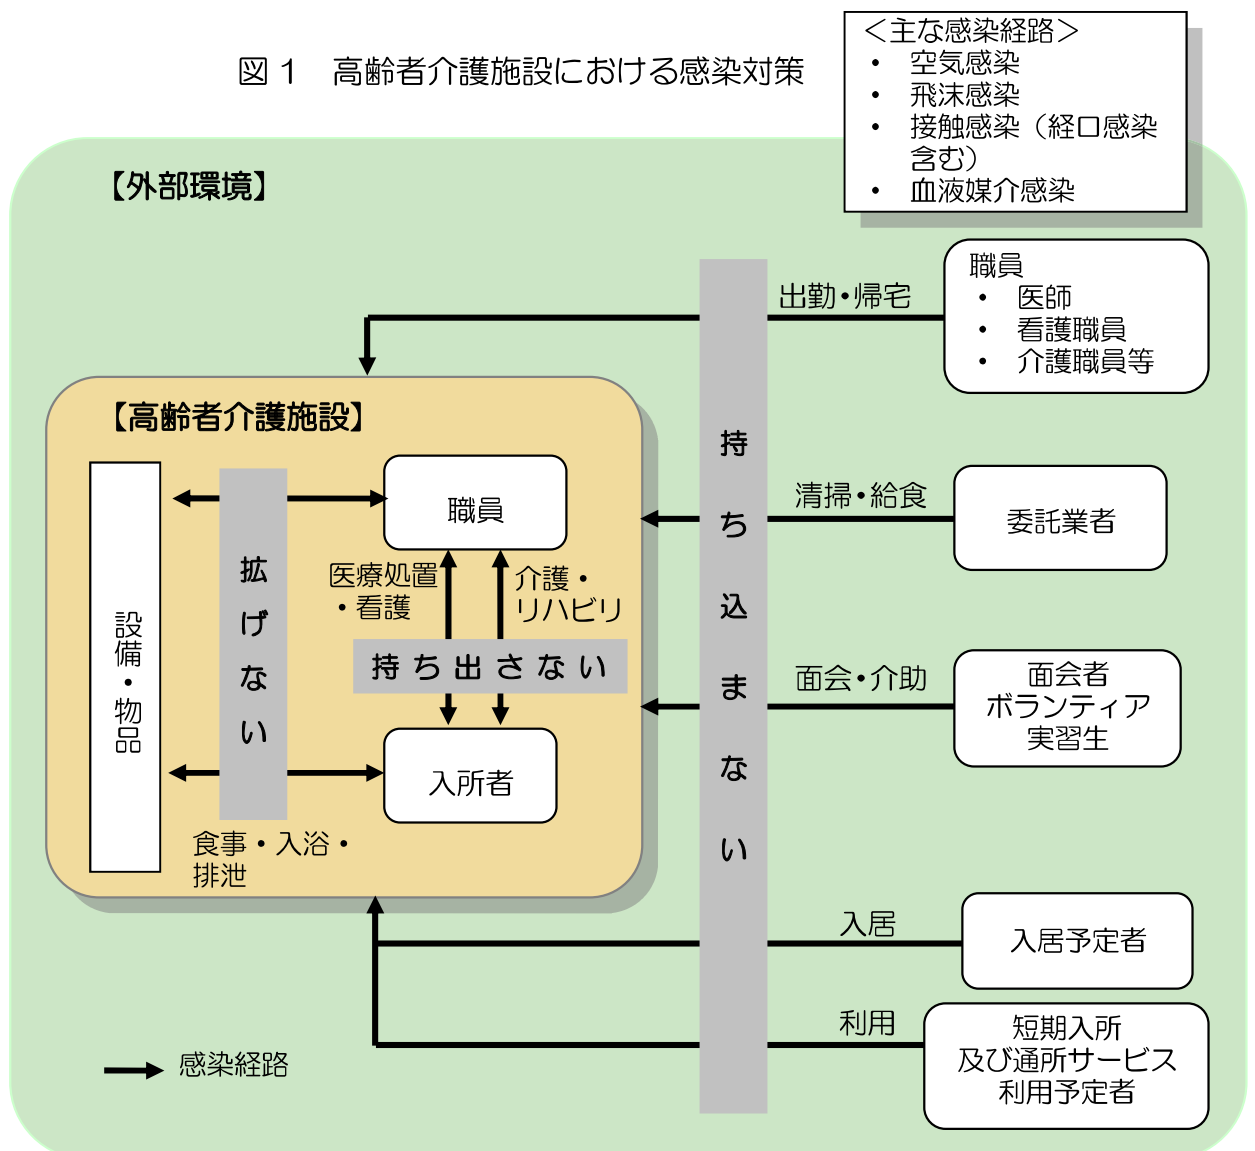 図１　高齢者介護施設における感染対策
＜主な感染経路＞
・　空気感染
・　飛沫感染
・　接触感染（経口感染
含む）
・　血液媒介感染
【外部環境】
職員
・　医師
・　看護職員
・　介護職員等
出勤・帰宅
【高齢者介護施設】
持ち込まない
職員
清掃・給食
委託業者
拡げない
医療処置
・看護
介護・
リハビリ
設備・物品
持ち出さない
面会・介助
面会者
ボランティア
実習生
入所者
食事・入浴・
排泄
入居
入居予定者
利用
短期入所
及び通所サービス
利用予定者
感染経路